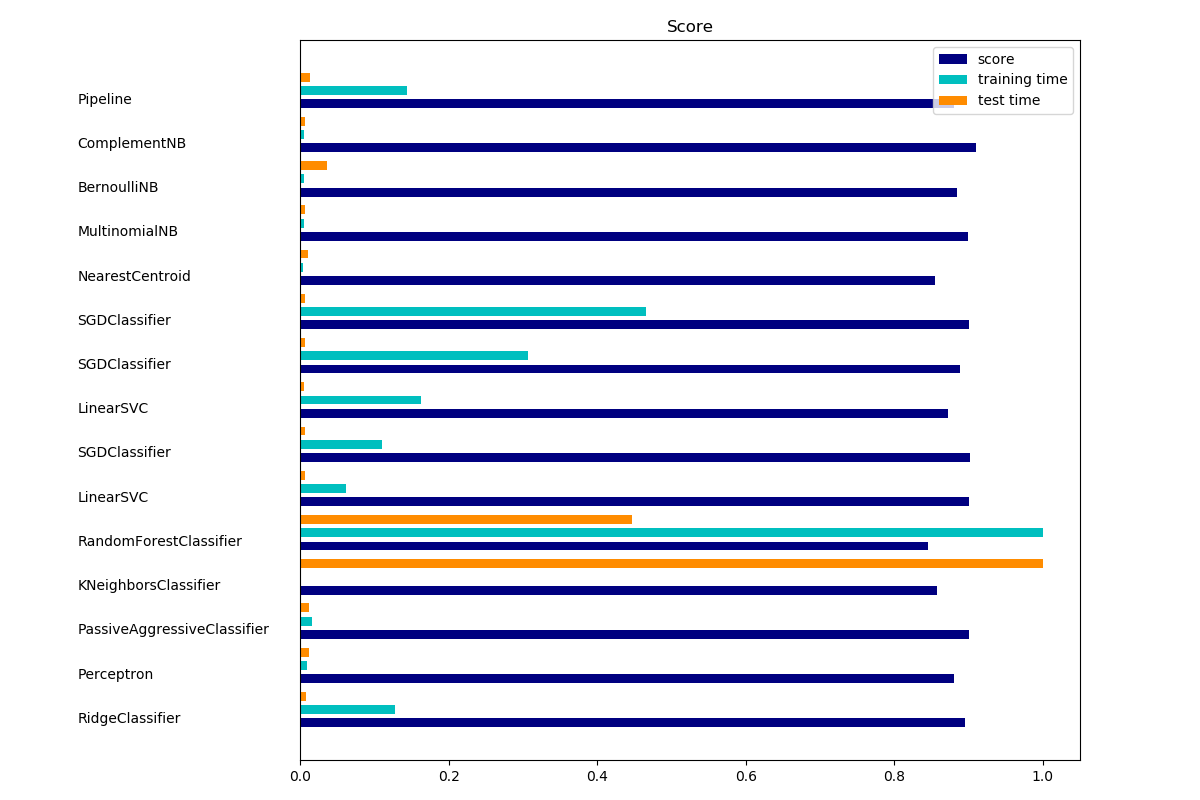 Score
score
training time
test time
Pipeline
ComplementNB
BernoulliNB
MultinomialNB
NearestCentroid
SGDClassifier
SGDClassifier
LinearSVC
SGDClassifier
LinearSVC
RandomForestClassifier
KNeighborsClassifier
PassiveAggressiveClassifier
Perceptron
RidgeClassifier
0.0 0.2 0.4 0.6 0.8 1.0